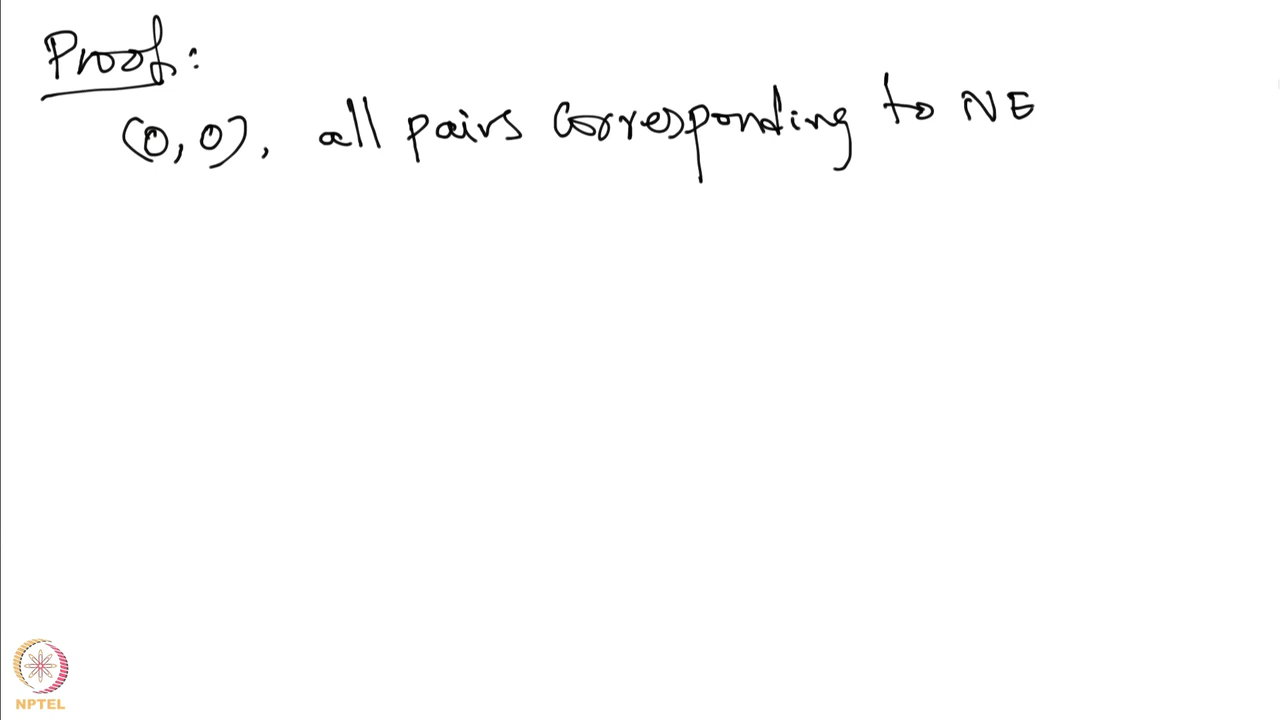 Proof:
(0, 0), all pairs corresponding to NE
NPTEL